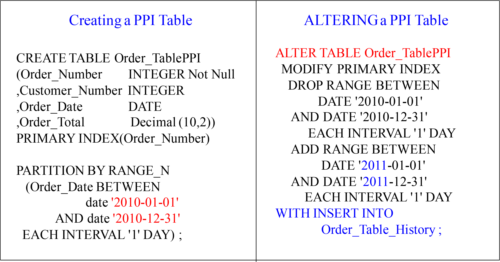 Creating a PPI Table
CREATE TABLE Order_TablePPI
(Order_Number INTEGER Not Null
,Customer_Number INTEGER
,Order_Date DATE
,Order_Total Decimal (10,2))
PRIMARY INDEX(Order_Number)
PARTITION BY RANGE_N
(Order_Date BETWEEN
date '2010-01-01'
AND date '2010-12-31'
EACH INTERVAL '1' DAY) ;
ALTERING a PPI Table
ALTER TABLE Order_TablePPI
MODIFY PRIMARY INDEX
DROP RANGE BETWEEN
DATE '2010-01-01'
AND DATE '2010-12-31'
EACH INTERVAL '1' DAY
ADD RANGE BETWEEN
DATE '2011-01-01'
AND DATE '2011-12-31'
EACH INTERVAL '1' DAY
WITH INSERT INTO
Order_Table_History ;